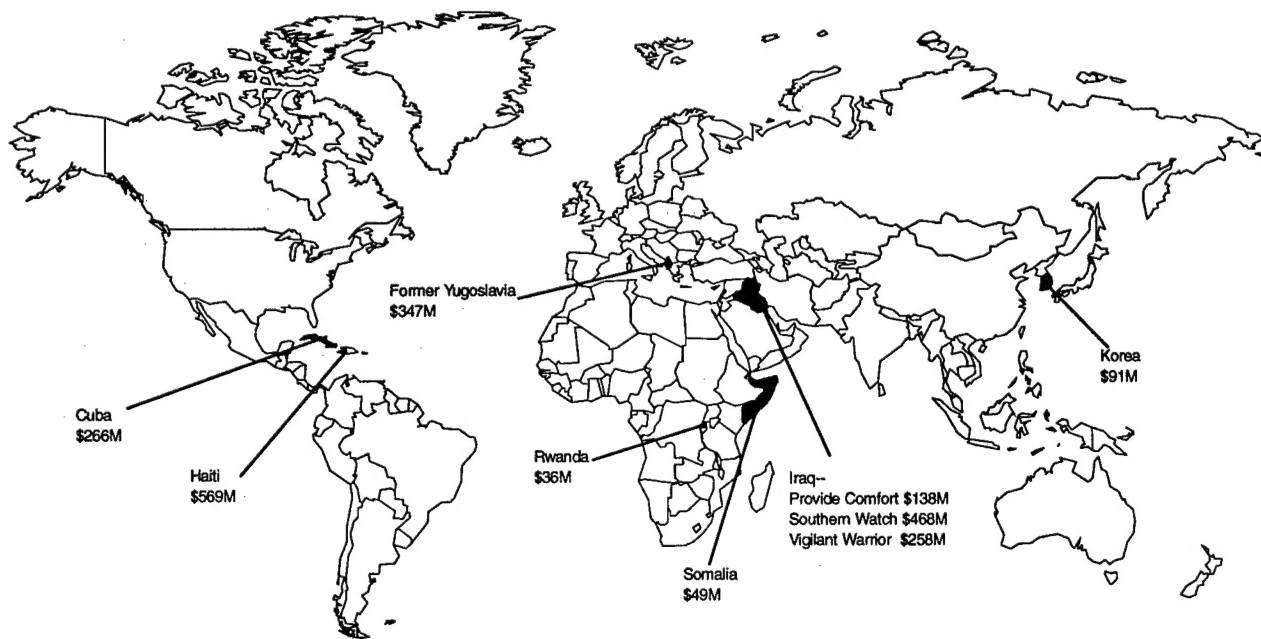 Former Yugoslavia
$347M
Korea
$91M
Cuba
$266M
Haiti
$569M
Rwanda
$36M
Iraq--
Provide Comfort $138M
Southern Watch $468M
Vigilant Warrior $258M
Somalia
$49M